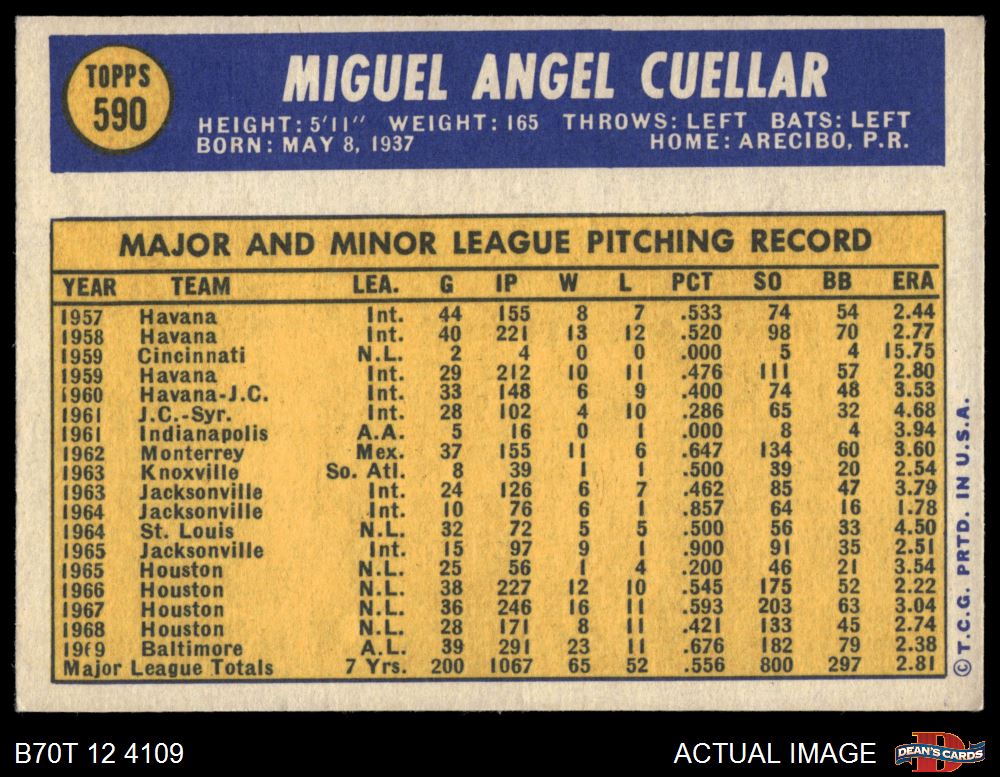 TOPPS
590
MIGUEL ANGEL CUELLAR
HEIGHT: 5'11" WEIGHT: 165 THROWS: LEFT BATS: LEFT
BORN: MAY 8, 1937 HOME: ARECIBO, P.R.
MAJOR AND MINOR LEAGUE PITCHING RECORD
YEAR TEAM LEA. G IP W L PCT SO BB ERA
1957 Havana Int. 44 155 8 7 .533 74 54 2.44
1958 Havana Int. 40 221 13 12 .520 98 70 2.77
1959 Cincinnati N.L. 2 4 0 0 .000 5 4 15.75
1959 Havana Int. 29 212 10 11 .476 111 57 2.80
1960 Havana-J.C. Int. 33 148 6 9 .400 74 48 3.53
1961 J.C.-Syr. Int. 28 102 4 10 .286 65 32 4.68
1961 Indianapolis A.A. 5 16 0 1 .000 8 4 3.94
1962 Monterrey Mex. 37 155 11 6 .647 134 60 3.60
1963 Knoxville So. Atl. 8 39 1 1 .500 39 20 2.54
1963 Jacksonville Int. 24 126 6 7 .462 85 47 3.79
1964 Jacksonville Int. 10 76 6 1 .857 64 16 1.78
1964 St. Louis N.L. 32 72 5 5 .500 56 33 4.50
1965 Jacksonville Int. 15 97 9 1 .900 91 35 2.51
1965 Houston N.L. 25 56 1 4 .200 46 21 3.54
1966 Houston N.L. 38 227 12 10 .545 175 52 2.22
1967 Houston N.L. 36 246 16 11 .593 203 63 3.04
1968 Houston N.L. 28 171 8 11 .421 133 45 2.74
1969 Baltimore A.L. 39 291 23 11 .676 182 79 2.38
Major League Totals 7 Yrs. 200 1067 65 52 .556 800 297 2.81
© T.C.G. PRTD. IN U.S.A.
B70T 12 4109
ACTUAL IMAGE
DEAN'S CARDS